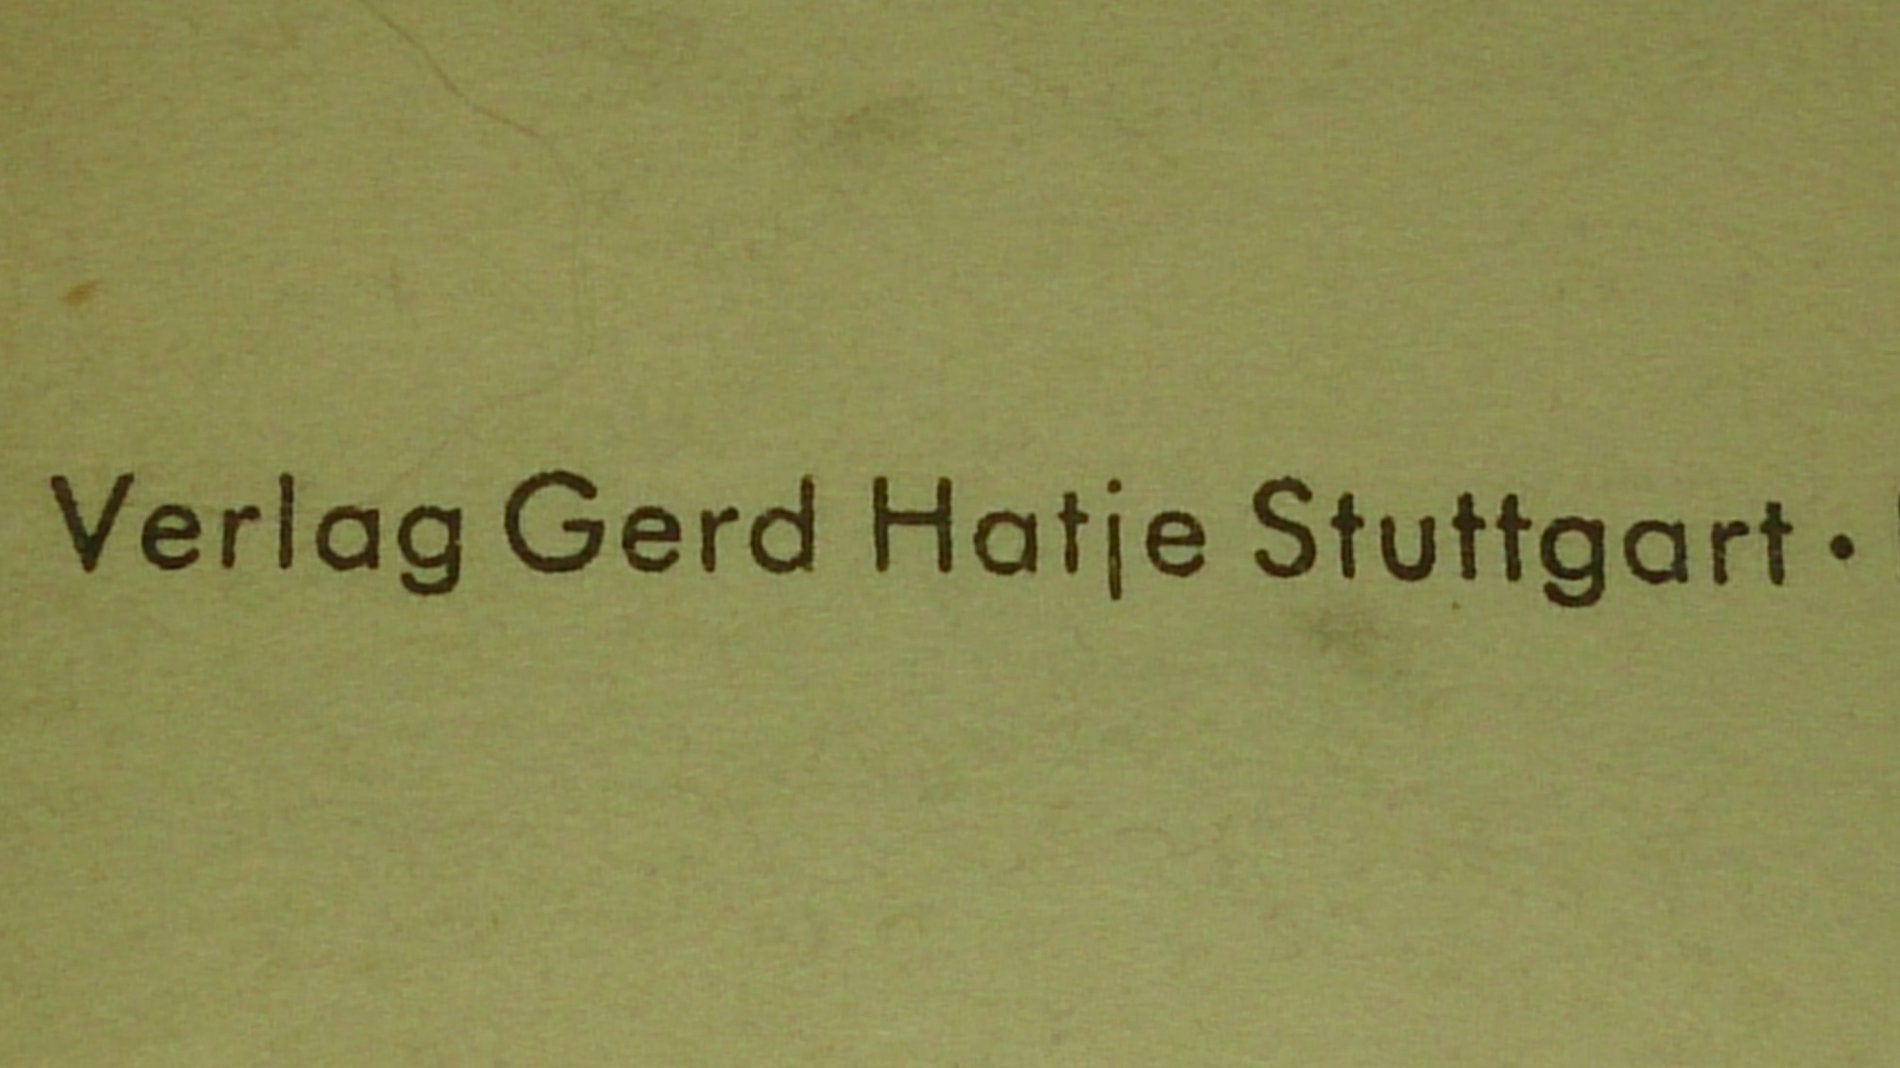 Verlag Gerd Hatje Stuttgart •